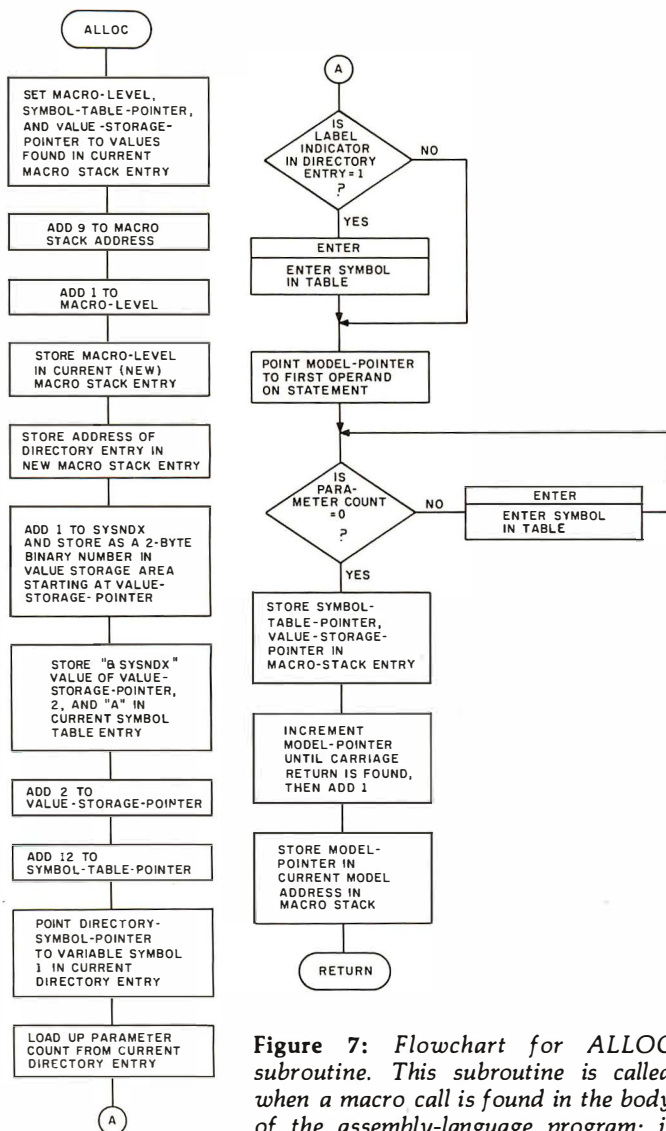 ALLOC
SET MACRO-LEVEL,
SYMBOL-TABLE-POINTER,
AND VALUE-STORAGE-
POINTER TO VALUES
FOUND IN CURRENT
MACRO STACK ENTRY
ADD 9 TO MACRO
STACK ADDRESS
ADD 1 TO
MACRO-LEVEL
STORE MACRO-LEVEL
IN CURRENT (NEW)
MACRO STACK ENTRY
STORE ADDRESS OF
DIRECTORY ENTRY IN
NEW MACRO STACK ENTRY
ADD 1 TO SYSNDX
AND STORE AS A 2-BYTE
BINARY NUMBER IN
VALUE STORAGE AREA
STARTING AT VALUE-
STORAGE-POINTER
STORE "& SYSNDX"
VALUE OF VALUE-
STORAGE-POINTER,
2, AND "A" IN
CURRENT SYMBOL
TABLE ENTRY
ADD 2 TO
VALUE-STORAGE-POINTER
ADD 12 TO
SYMBOL-TABLE-POINTER
POINT DIRECTORY-
SYMBOL-POINTER
TO VARIABLE SYMBOL
1 IN CURRENT
DIRECTORY ENTRY
LOAD UP PARAMETER
COUNT FROM CURRENT
DIRECTORY ENTRY
A
A
IS
LABEL
INDICATOR
IN DIRECTORY
ENTRY=1
?
NO
YES
ENTER
ENTER SYMBOL
IN TABLE
POINT MODEL-POINTER
TO FIRST OPERAND
ON STATEMENT
IS
PARA-
METER COUNT
=0
?
NO
ENTER
ENTER SYMBOL
IN TABLE
YES
STORE SYMBOL-
TABLE-POINTER,
VALUE-STORAGE-
POINTER IN
MACRO-STACK ENTRY
INCREMENT
MODEL-POINTER
UNTIL CARRIAGE
RETURN IS FOUND,
THEN ADD 1
STORE MODEL-
POINTER IN
CURRENT MODEL
ADDRESS IN
MACRO STACK
RETURN
Figure 7: Flowchart for ALLOC
subroutine. This subroutine is called
when a macro call is found in the body
of the assembly-language program; i